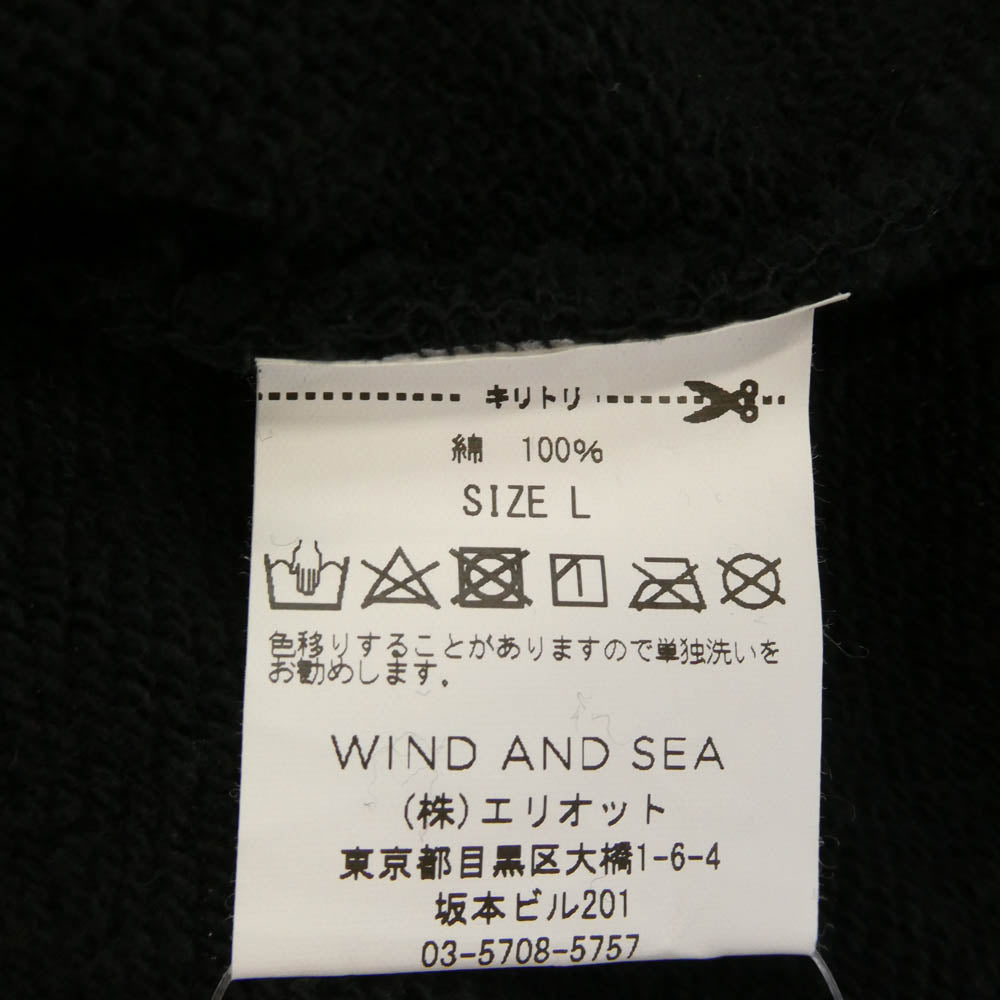 キリトリ
綿 100%
SIZE L
色移りすることがありますので単独洗いを
お勧めします。
WIND AND SEA
(株)エリオット
東京都目黒区大橋1-6-4
坂本ビル201
03-5708-5757